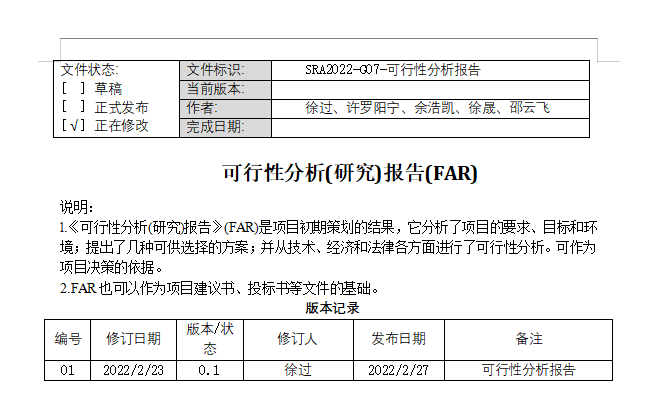 文件状态: 文件标识: SRA2022-G07-可行性分析报告
[ ] 草稿 当前版本:
[ ] 正式发布 作者: 徐过、许罗阳宁、余浩凯、徐晟、邵云飞
[√] 正在修改 完成日期:
可行性分析(研究)报告(FAR)
说明：
1.《可行性分析(研究)报告》(FAR)是项目初期策划的结果，它分析了项目的要求、目标和环
境；提出了几种可供选择的方案；并从技术、经济和法律各方面进行了可行性分析。可作为
项目决策的依据。
2.FAR 也可以作为项目建议书、投标书等文件的基础。
版本记录
编号 修订日期 版本/状态 修订人 发布日期 备注
01 2022/2/23 0.1 徐过 2022/2/27 可行性分析报告